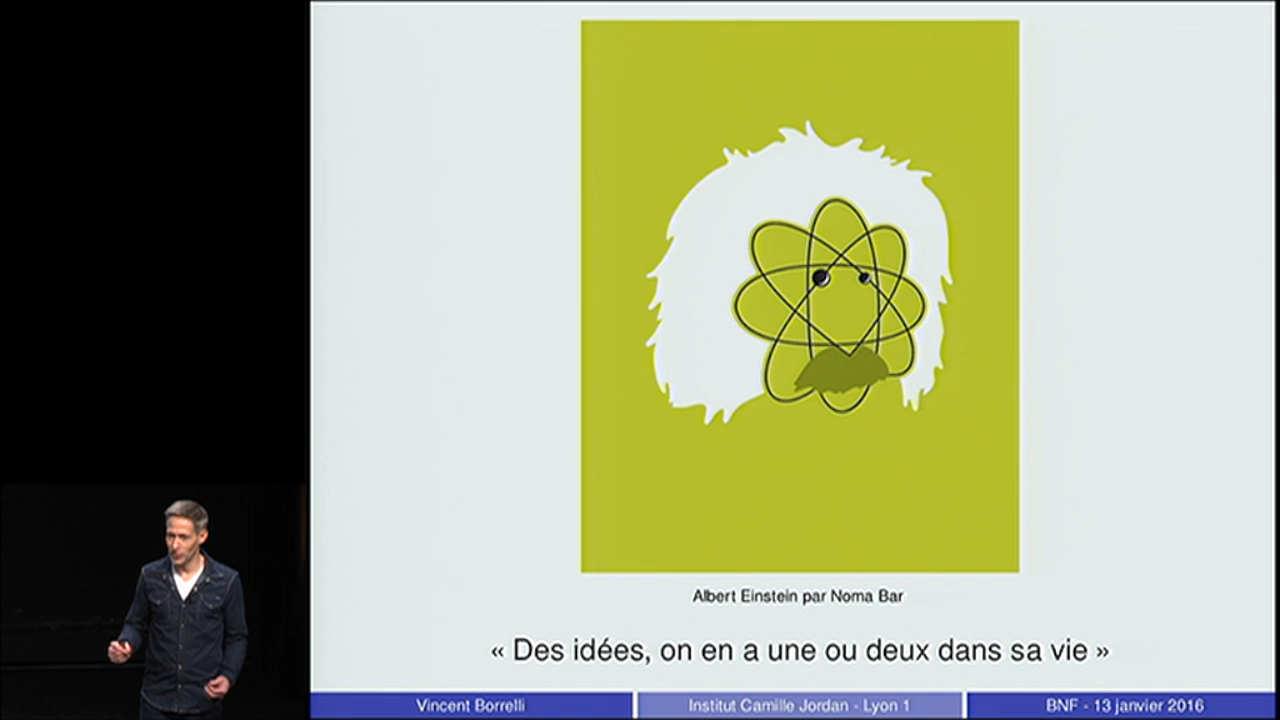 Albert Einstein par Noma Bar
« Des idées, on en a une ou deux dans sa vie »
Vincent Borrelli
Institut Camille Jordan - Lyon 1
BNF - 13 janvier 2016